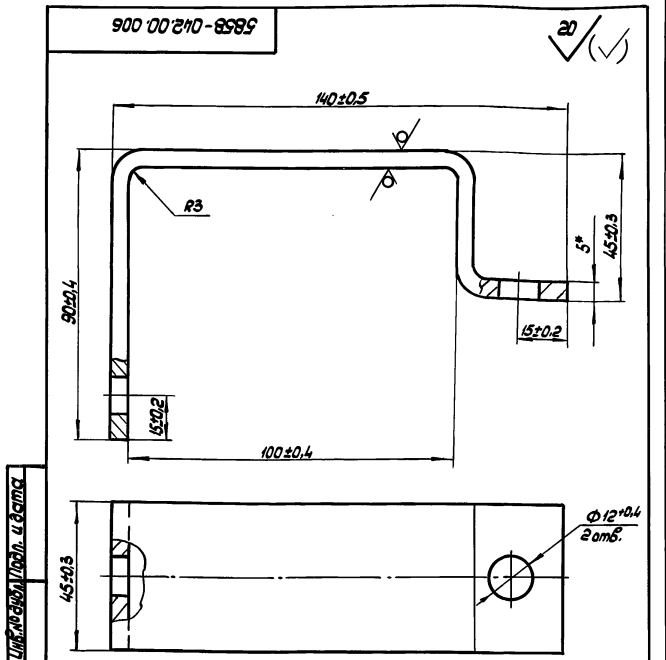 5858-042.00.006
20
(√)
140±0,5
R3
90±0,4
15±0,2
5*
45±0,3
15±0,2
100±0,4
45±0,3
Ф12⁺⁰·⁴
2 отв.
Инв.№ дубл.
Подп. и дата